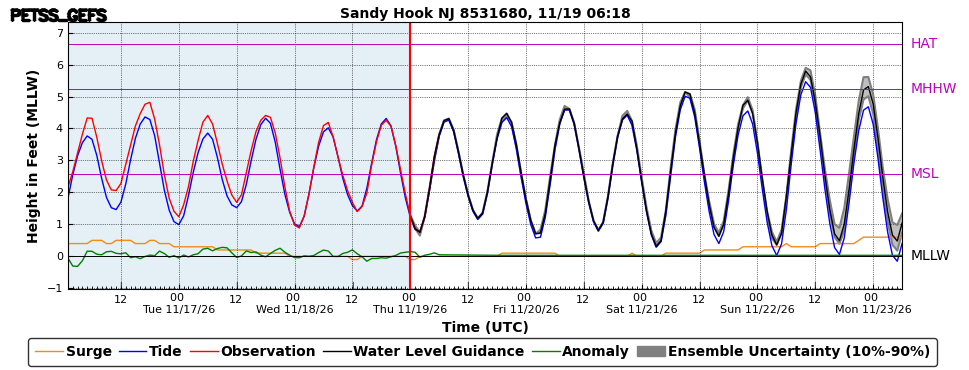 PETSS_GEFS
Sandy Hook NJ 8531680, 11/19 06:18
Height in Feet (MLLW)
7
6
5
4
3
2
1
0
−1
HAT
MHHW
MSL
MLLW
12 00 12 00 12 00 12 00 12 00 12 00 12 00
Tue 11/17/26 Wed 11/18/26 Thu 11/19/26 Fri 11/20/26 Sat 11/21/26 Sun 11/22/26 Mon 11/23/26
Time (UTC)
Surge Tide Observation Water Level Guidance Anomaly Ensemble Uncertainty (10%-90%)